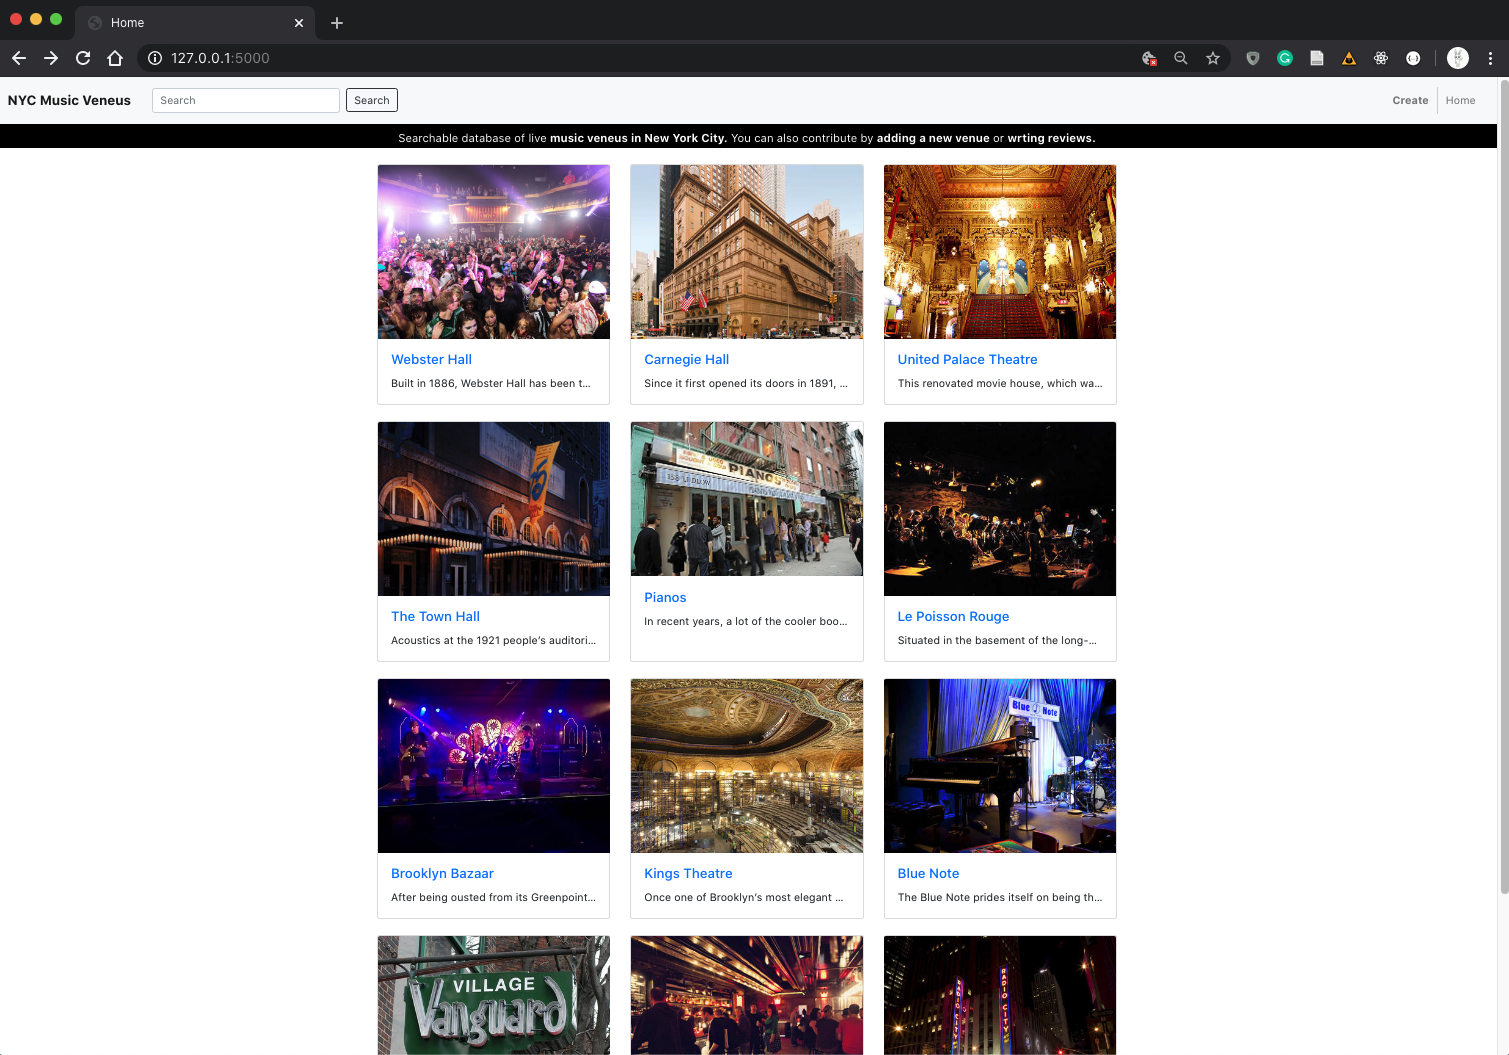 Home
127.0.0.1:5000
NYC Music Veneus
Search
Search
Create
Home
Searchable database of live music veneus in New York City. You can also contribute by adding a new venue or wrting reviews.
Webster Hall
Built in 1886, Webster Hall has been t...
Carnegie Hall
Since it first opened its doors in 1891, ...
United Palace Theatre
This renovated movie house, which wa...
PIANOS
158 LUDLOW
The Town Hall
Acoustics at the 1921 people's auditori...
Pianos
In recent years, a lot of the cooler boo...
Le Poisson Rouge
Situated in the basement of the long-...
Blue Note
Brooklyn Bazaar
After being ousted from its Greenpoint...
Kings Theatre
Once one of Brooklyn's most elegant ...
Blue Note
The Blue Note prides itself on being th...
VILLAGE
Vanguard
RADIO CITY
RADIO CITY